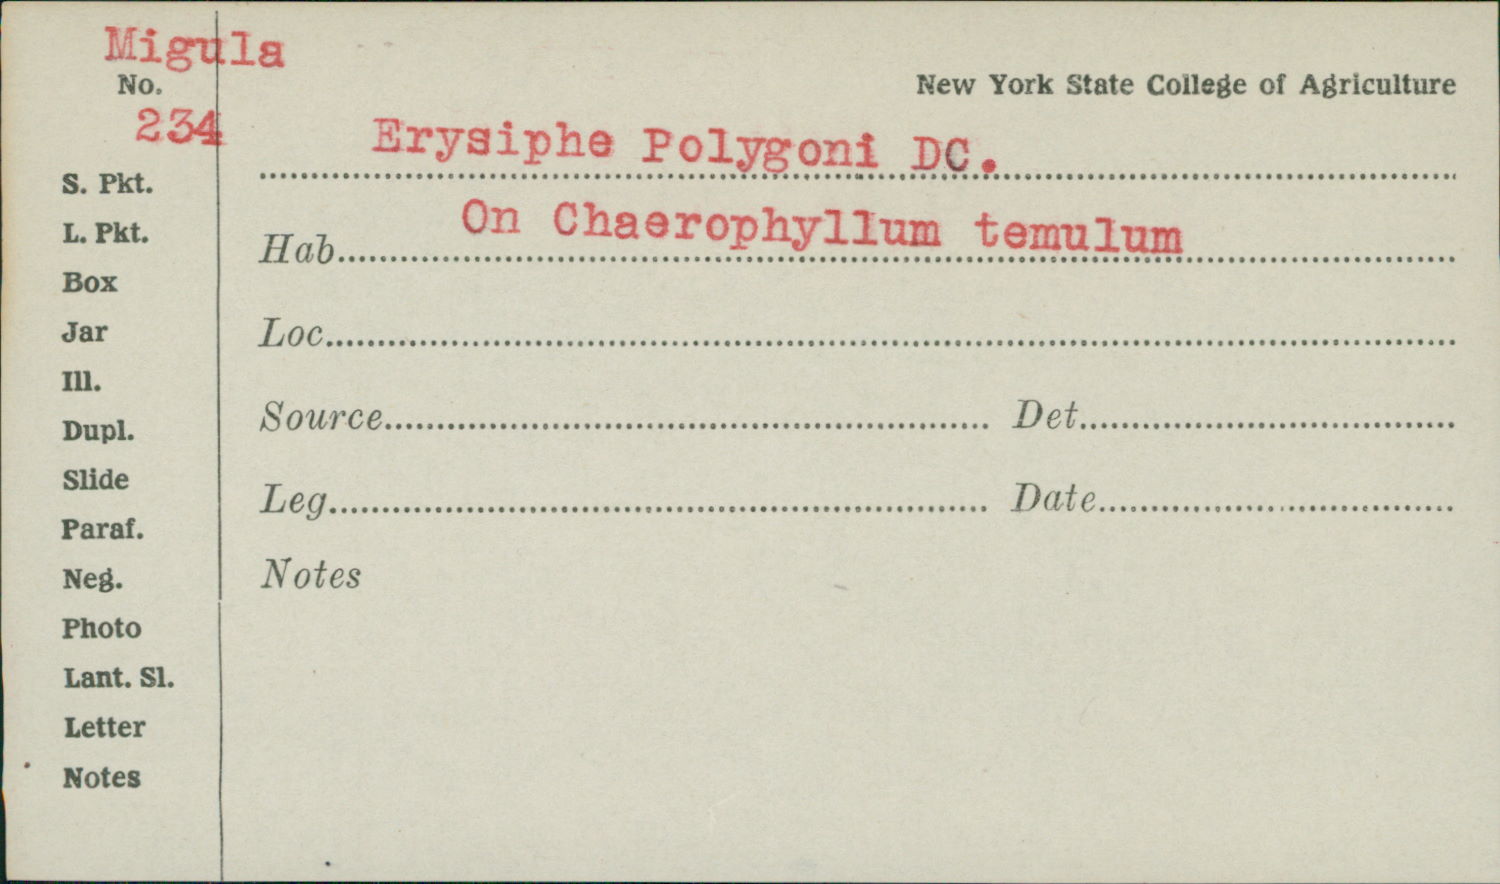 Migula
No.
234
New York State College of Agriculture
Erysiphe Polygoni DC.
Hab. On Chaerophyllum temulum
Loc.
Source Det.
Leg. Date
Notes
S. Pkt.
L. Pkt.
Box
Jar
Ill.
Dupl.
Slide
Paraf.
Neg.
Photo
Lant. Sl.
Letter
Notes